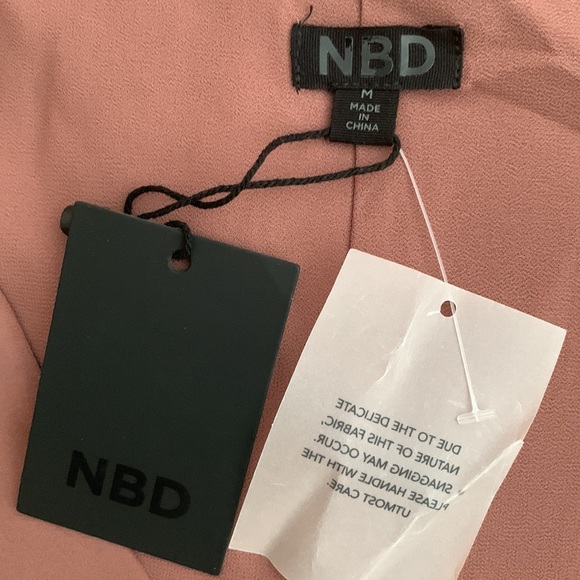 NBD
M
MADE
IN
CHINA
NBD
DUE TO THE DELICATE
NATURE OF THIS FABRIC,
SNAGGING MAY OCCUR.
PLEASE HANDLE WITH THE
UTMOST CARE.